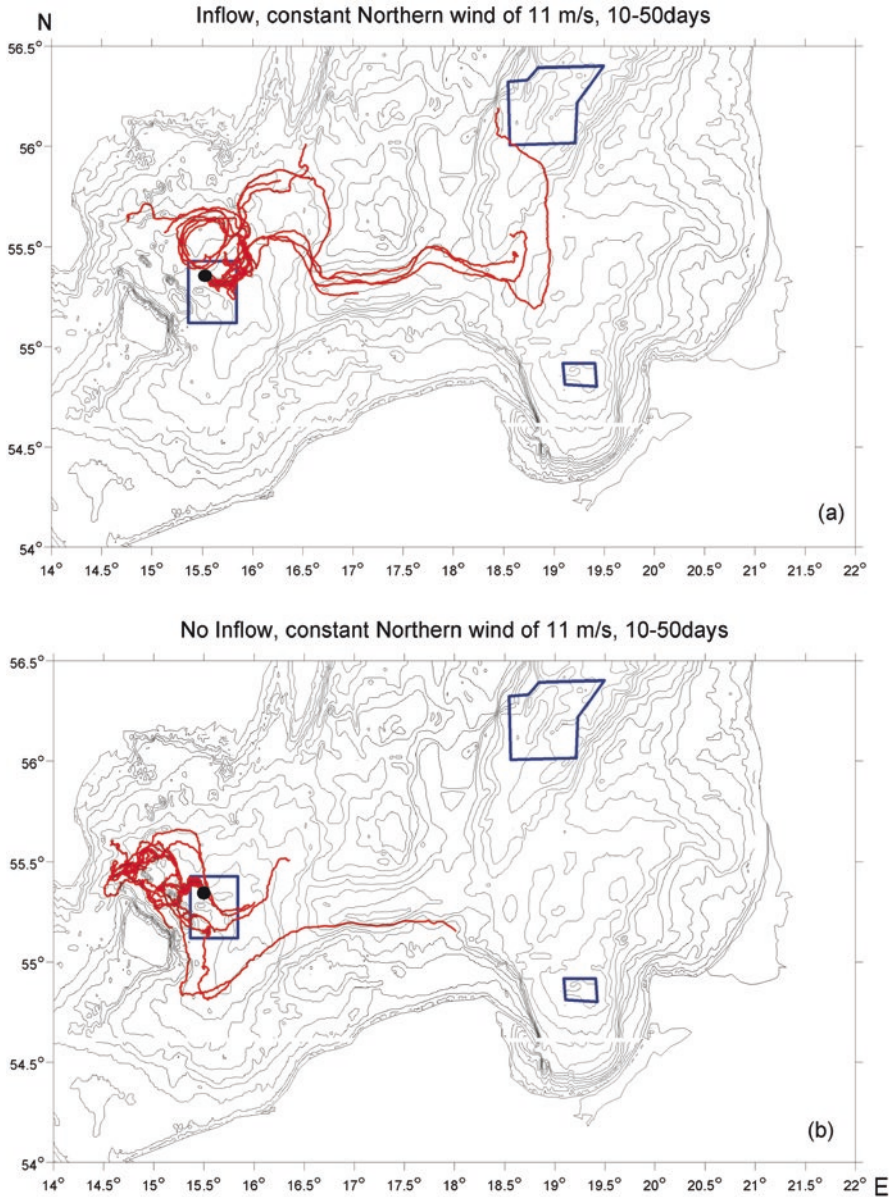 Inflow, constant Northern wind of 11 m/s, 10-50days
N
56.5°
56°
55.5°
55°
54.5°
54°
(a)
14° 14.5° 15° 15.5° 16° 16.5° 17° 17.5° 18° 18.5° 19° 19.5° 20° 20.5° 21° 21.5° 22°
No Inflow, constant Northern wind of 11 m/s, 10-50days
56.5°
56°
55.5°
55°
54.5°
54°
(b)
14° 14.5° 15° 15.5° 16° 16.5° 17° 17.5° 18° 18.5° 19° 19.5° 20° 20.5° 21° 21.5° 22° E